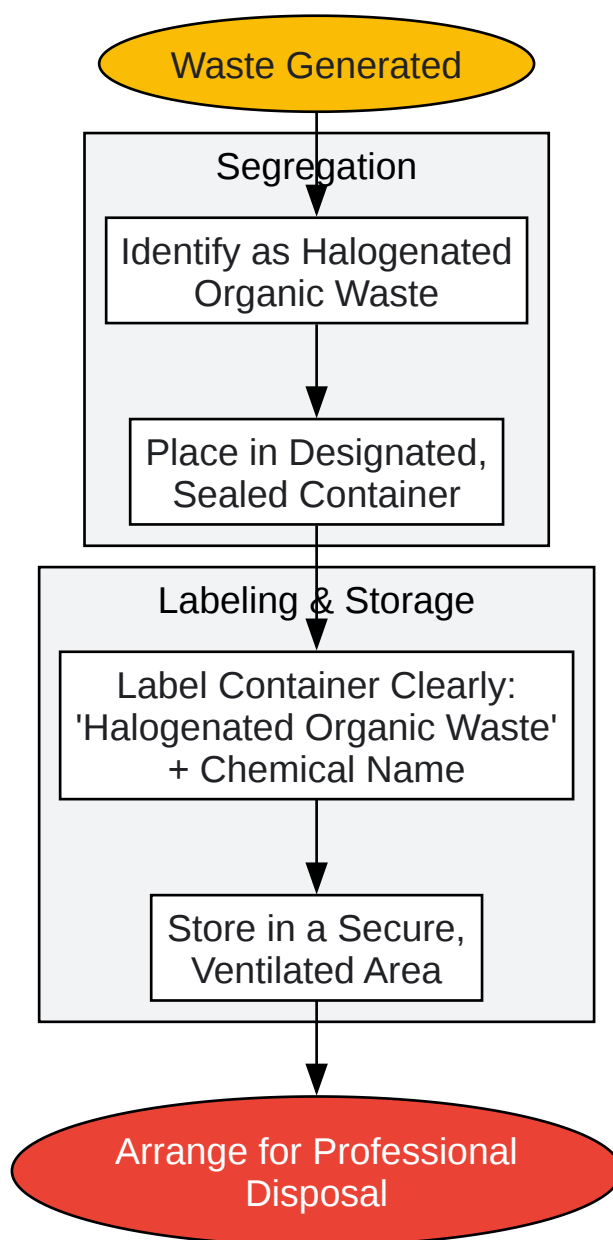 Waste Generated
Segregation
Identify as Halogenated
Organic Waste
Place in Designated,
Sealed Container
Labeling & Storage
Label Container Clearly:
'Halogenated Organic Waste'
+ Chemical Name
Store in a Secure,
Ventilated Area
Arrange for Professional
Disposal